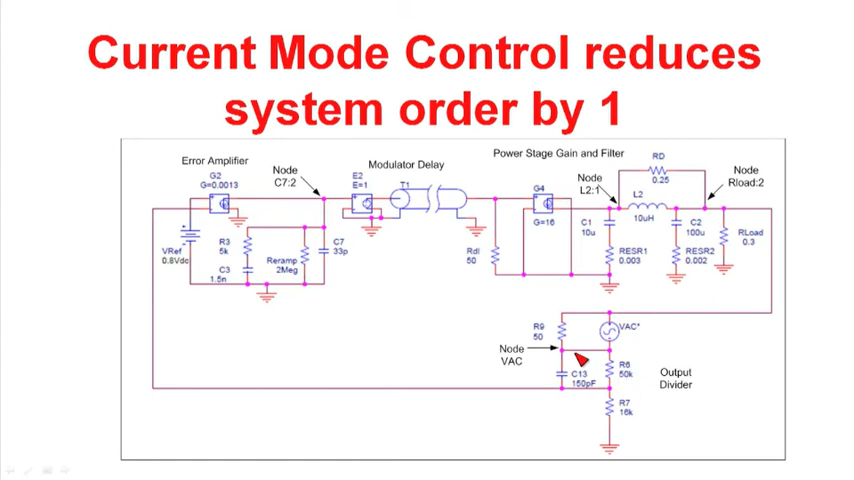 Current Mode Control reduces
system order by 1
Error Amplifier
G2
G=0.0013
Node
C7:2
E2
E=1
Modulator Delay
T1
Power Stage Gain and Filter
G4
G=16
Node
L2:1
RD
0.25
L2
10uH
Node
Rload:2
VRef
0.8Vdc
R3
5k
C3
1.5n
Reramp
2Meg
C7
33p
Rdl
50
C1
10u
RESR1
0.003
C2
100u
RESR2
0.002
RLoad
0.3
R9
50
VAC*
Node
VAC
C13
150pF
R6
50k
R7
16k
Output
Divider